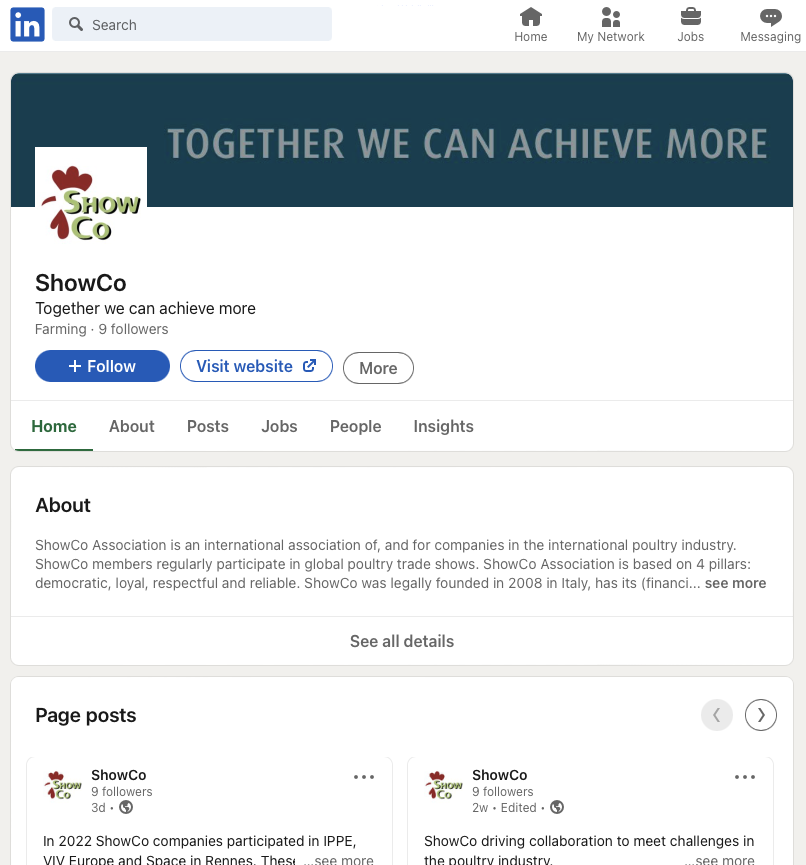 in Search
Home My Network Jobs Messaging
TOGETHER WE CAN ACHIEVE MORE
SHOW
CO
ShowCo
Together we can achieve more
Farming · 9 followers
+ Follow Visit website More
Home About Posts Jobs People Insights
About
ShowCo Association is an international association of, and for companies in the international poultry industry.
ShowCo members regularly participate in global poultry trade shows. ShowCo Association is based on 4 pillars:
democratic, loyal, respectful and reliable. ShowCo was legally founded in 2008 in Italy, has its (financi... see more
See all details
Page posts
SHOW
CO
ShowCo
9 followers
3d •
In 2022 ShowCo companies participated in IPPE,
VIV Europe and Space in Rennes. These ...see more
SHOW
CO
ShowCo
9 followers
2w • Edited •
ShowCo driving collaboration to meet challenges in
the poultry industry. ...see more